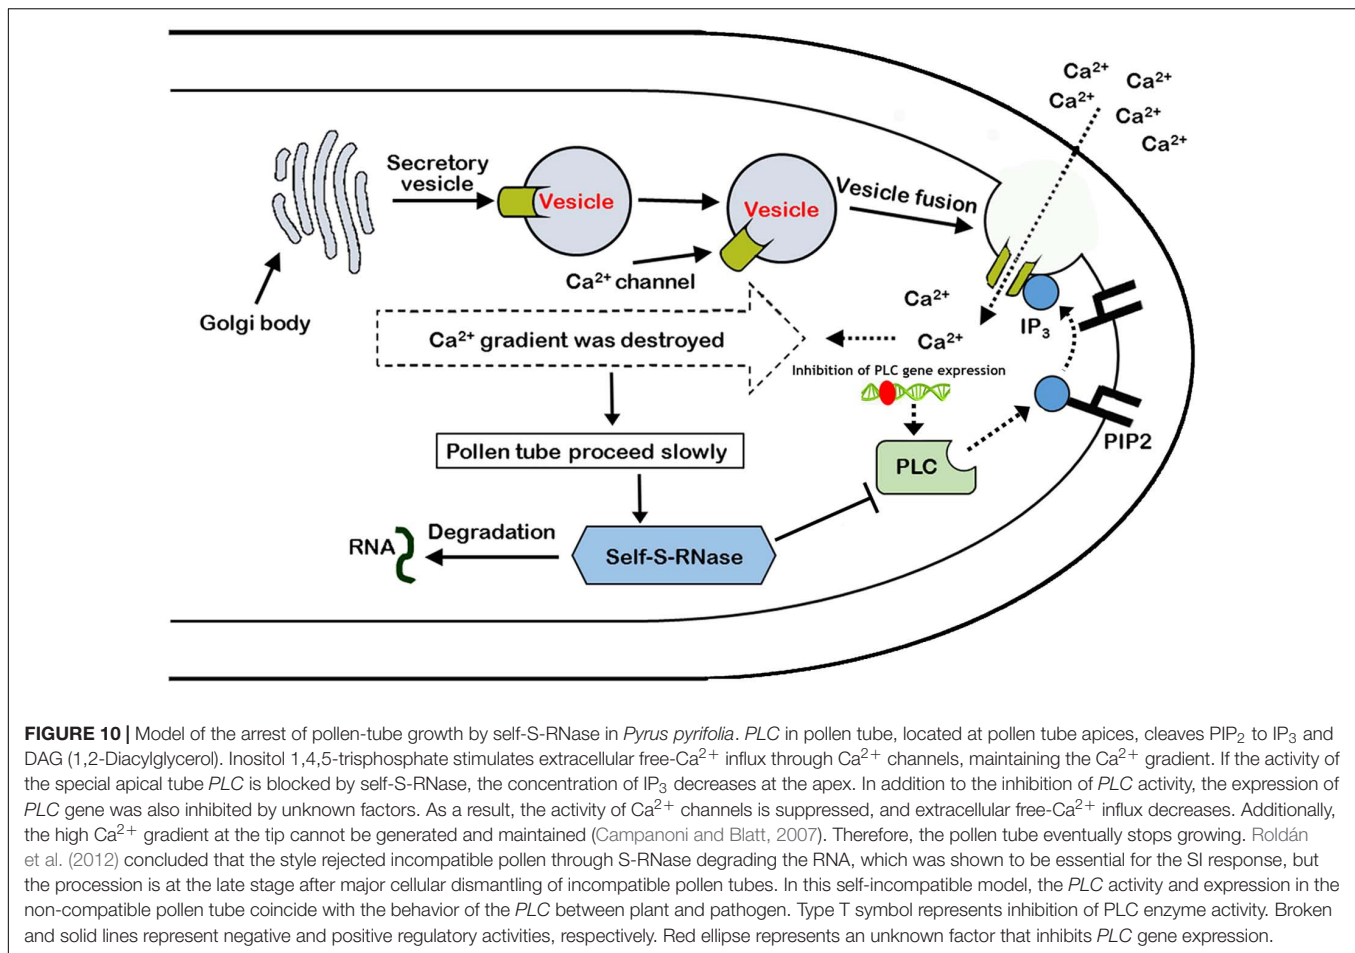 Ca²⁺
Ca²⁺
Ca²⁺
Ca²⁺
Ca²⁺
Secretory
vesicle
Vesicle
Vesicle
Vesicle fusion
Ca²⁺ channel
Golgi body
Ca²⁺
Ca²⁺
IP₃
Ca²⁺ gradient was destroyed
Inhibition of PLC gene expression
PIP2
PLC
Pollen tube proceed slowly
RNA
Degradation
Self-S-RNase
FIGURE 10 | Model of the arrest of pollen-tube growth by self-S-RNase in Pyrus pyrifolia. PLC in pollen tube, located at pollen tube apices, cleaves PIP₂ to IP₃ and
DAG (1,2-Diacylglycerol). Inositol 1,4,5-trisphosphate stimulates extracellular free-Ca²⁺ influx through Ca²⁺ channels, maintaining the Ca²⁺ gradient. If the activity of
the special apical tube PLC is blocked by self-S-RNase, the concentration of IP₃ decreases at the apex. In addition to the inhibition of PLC activity, the expression of
PLC gene was also inhibited by unknown factors. As a result, the activity of Ca²⁺ channels is suppressed, and extracellular free-Ca²⁺ influx decreases. Additionally,
the high Ca²⁺ gradient at the tip cannot be generated and maintained (Campanoni and Blatt, 2007). Therefore, the pollen tube eventually stops growing. Roldán
et al. (2012) concluded that the style rejected incompatible pollen through S-RNase degrading the RNA, which was shown to be essential for the SI response, but
the procession is at the late stage after major cellular dismantling of incompatible pollen tubes. In this self-incompatible model, the PLC activity and expression in the
non-compatible pollen tube coincide with the behavior of the PLC between plant and pathogen. Type T symbol represents inhibition of PLC enzyme activity. Broken
and solid lines represent negative and positive regulatory activities, respectively. Red ellipse represents an unknown factor that inhibits PLC gene expression.